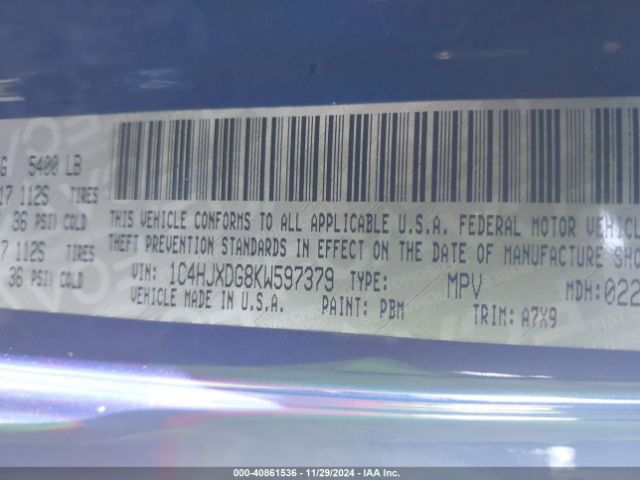 G 5400 LB
17 112S TIRES
36 PSI/ COLD
17 112S TIRES
36 PSI/ COLD
THIS VEHICLE CONFORMS TO ALL APPLICABLE U.S.A. FEDERAL MOTOR VEHICL
THEFT PREVENTION STANDARDS IN EFFECT ON THE DATE OF MANUFACTURE SHO
VIN: 1C4HJXDG8KW597379 TYPE: MPV MDH:022
VEHICLE MADE IN U.S.A. PAINT: PBM TRIM: A7X9
000-40861536 - 11/29/2024 - IAA Inc.